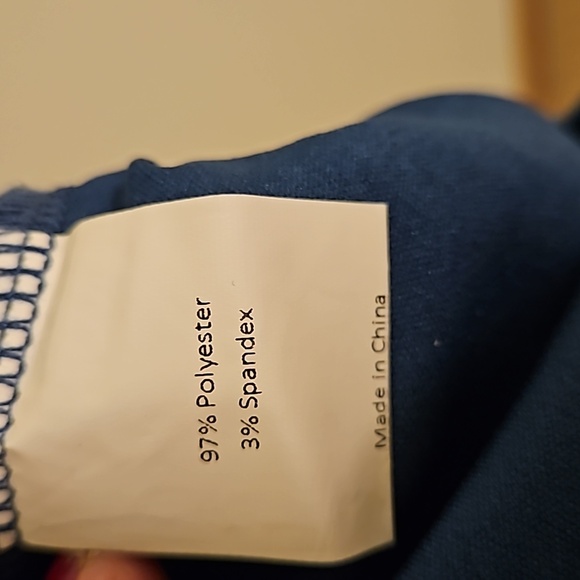 97% Polyester
3% Spandex
Made in China